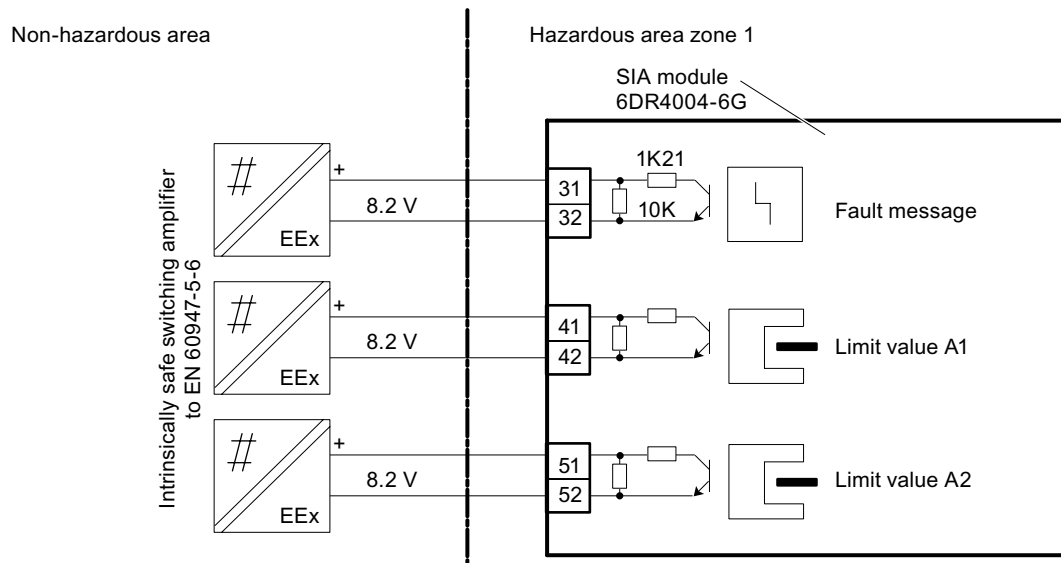 Non-hazardous area
Hazardous area zone 1
SIA module
6DR4004-6G
Intrinsically safe switching amplifier
to EN 60947-5-6
+
8.2 V
EEx
31
32
1K21
10K
Fault message
+
8.2 V
EEx
41
42
Limit value A1
+
8.2 V
EEx
51
52
Limit value A2